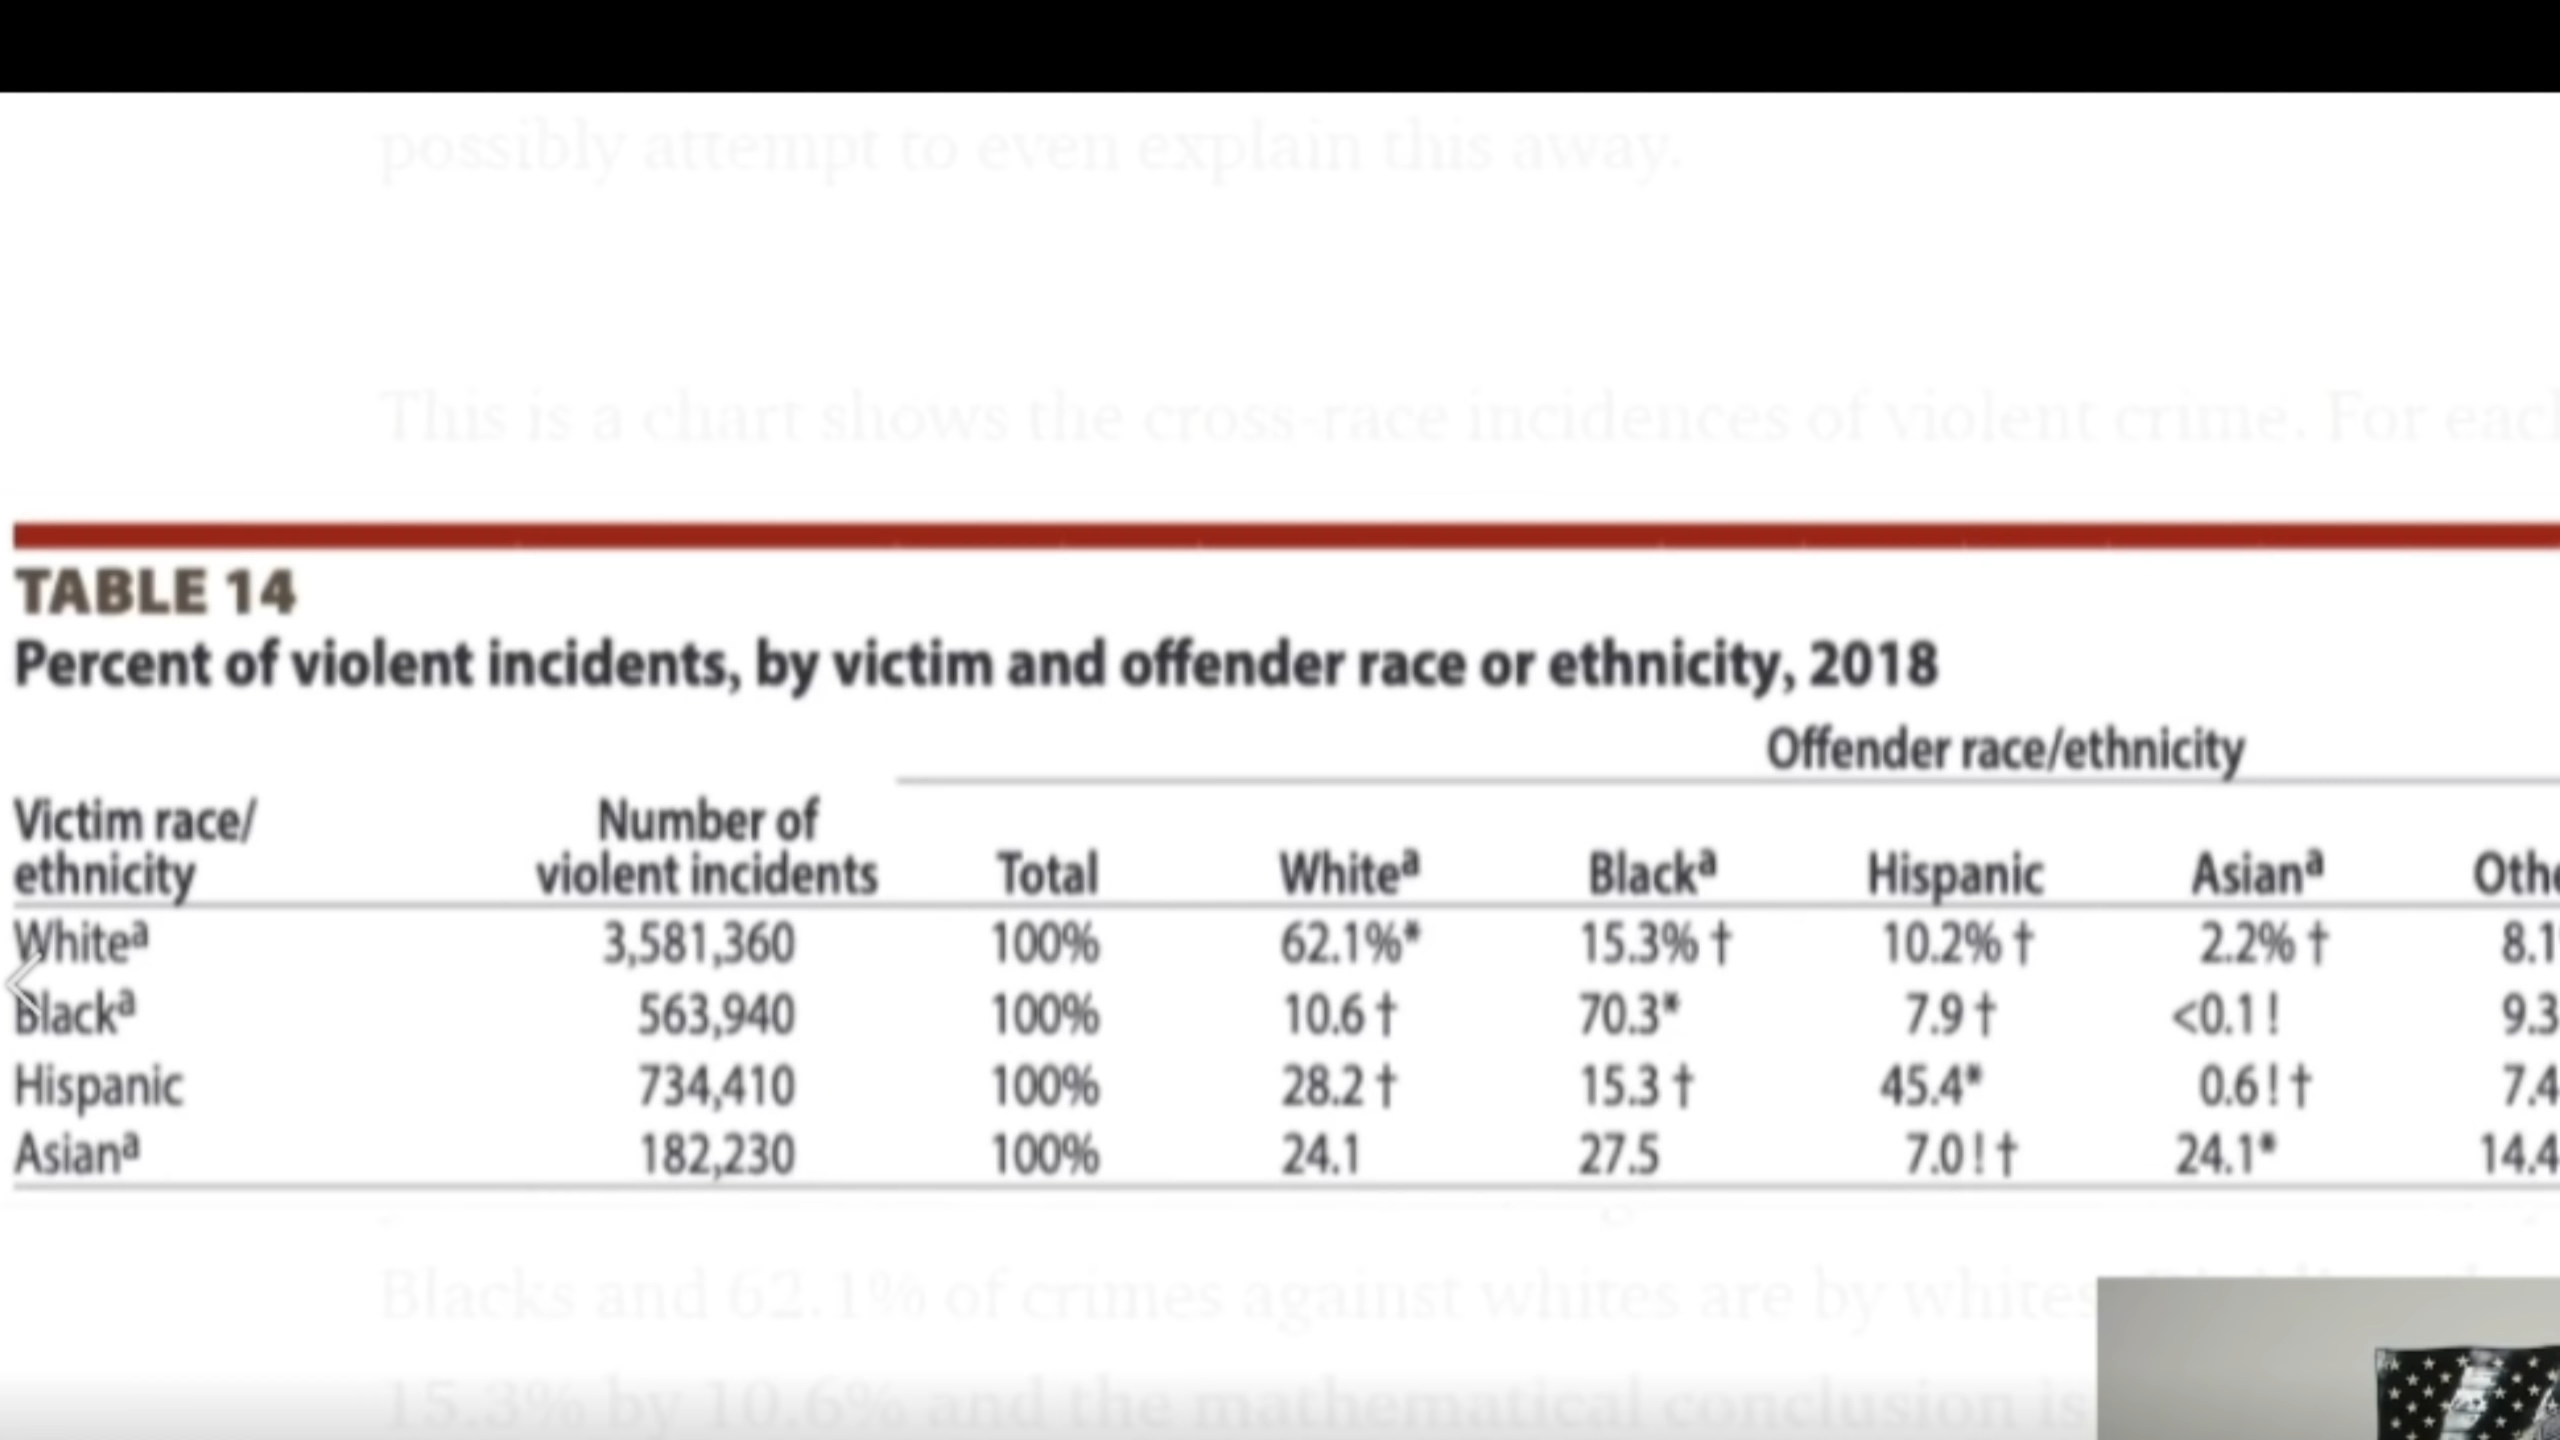 possibly attempt to even explain this away.
This is a chart shows the cross-race incidences of violent crime. For each
TABLE 14
Percent of violent incidents, by victim and offender race or ethnicity, 2018
Offender race/ethnicity
Victim race/ Number of
ethnicity violent incidents Total Whiteª Blackª Hispanic Asianª Othe
Whiteª 3,581,360 100% 62.1%* 15.3% † 10.2% † 2.2% † 8.1
Blackª 563,940 100% 10.6 † 70.3* 7.9 † <0.1 ! 9.3
Hispanic 734,410 100% 28.2 † 15.3 † 45.4* 0.6 ! † 7.4
Asianª 182,230 100% 24.1 27.5 7.0 ! † 24.1* 14.4
Blacks and 62.1% of crimes against whites are by whites
15.3% by 10.6% and the mathematical conclusion is